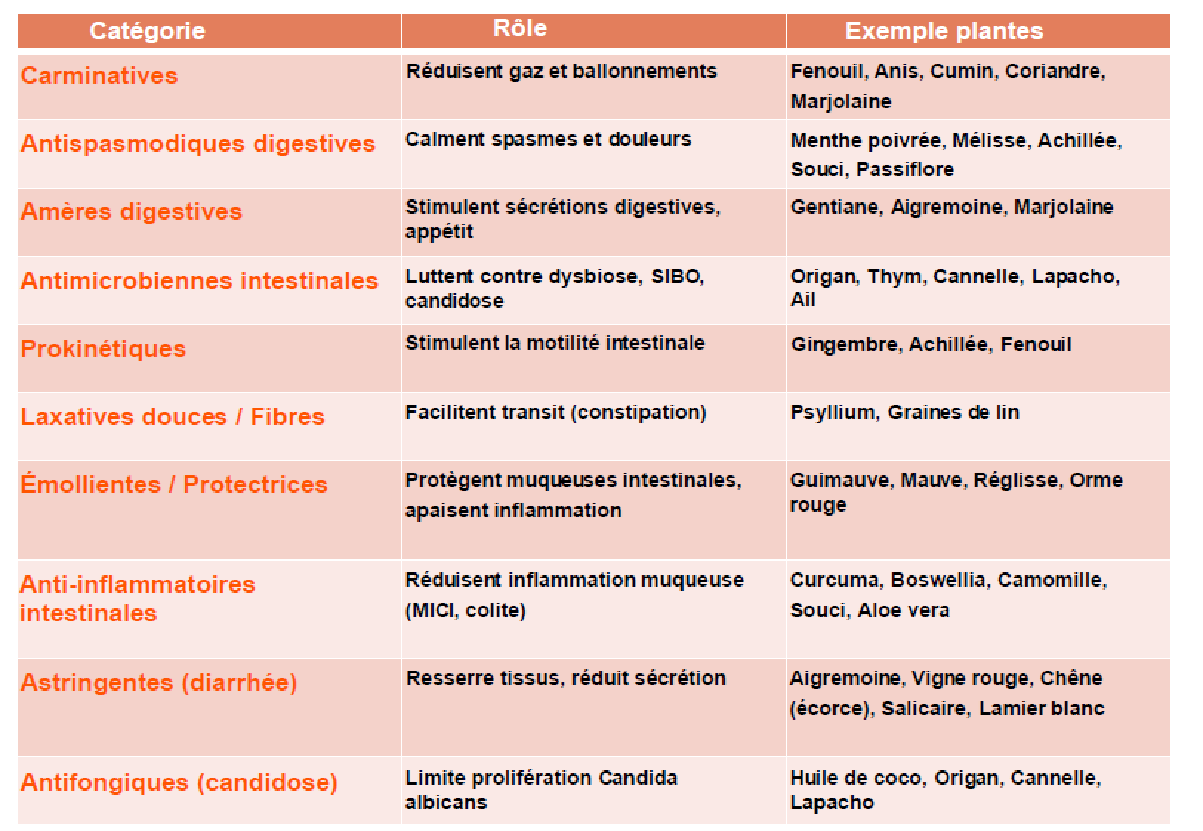 Catégorie
Rôle
Exemple plantes
Carminatives
Réduisent gaz et ballonnements
Fenouil, Anis, Cumin, Coriandre,
Marjolaine
Antispasmodiques digestives
Calment spasmes et douleurs
Menthe poivrée, Mélisse, Achillée,
Souci, Passiflore
Amères digestives
Stimulent sécrétions digestives,
appétit
Gentiane, Aigremoine, Marjolaine
Antimicrobiennes intestinales
Luttent contre dysbiose, SIBO,
candidose
Origan, Thym, Cannelle, Lapacho,
Ail
Prokinétiques
Stimulent la motilité intestinale
Gingembre, Achillée, Fenouil
Laxatives douces / Fibres
Facilitent transit (constipation)
Psyllium, Graines de lin
Émollientes / Protectrices
Protègent muqueuses intestinales,
apaisent inflammation
Guimauve, Mauve, Réglisse, Orme
rouge
Anti-inflammatoires
intestinales
Réduisent inflammation muqueuse
(MICI, colite)
Curcuma, Boswellia, Camomille,
Souci, Aloe vera
Astringentes (diarrhée)
Resserre tissus, réduit sécrétion
Aigremoine, Vigne rouge, Chêne
(écorce), Salicaire, Lamier blanc
Antifongiques (candidose)
Limite prolifération Candida
albicans
Huile de coco, Origan, Cannelle,
Lapacho